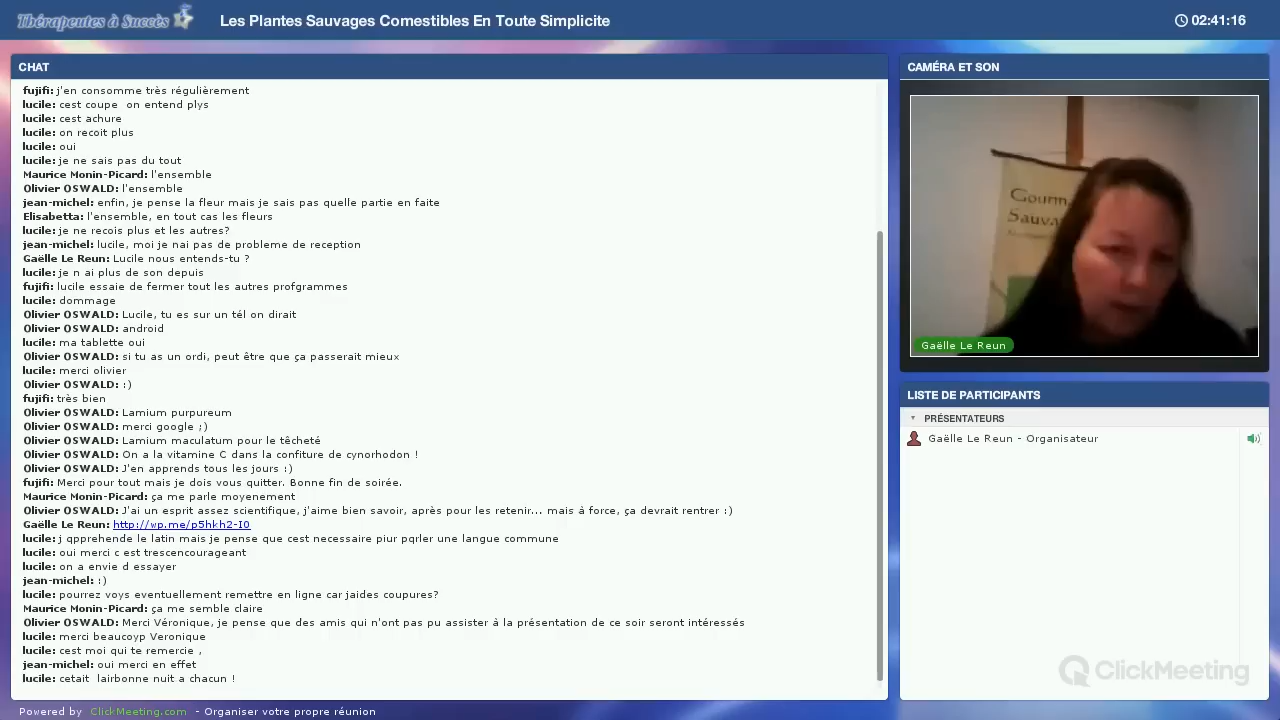 Thérapeutes à Succès
Les Plantes Sauvages Comestibles En Toute Simplicite
02:41:16
CHAT
fujifi: j'en consomme très régulièrement
lucile: cest coupe on entend plys
lucile: cest achure
lucile: on recoit plus
lucile: oui
lucile: je ne sais pas du tout
Maurice Monin-Picard: l'ensemble
Olivier OSWALD: l'ensemble
jean-michel: enfin, je pense la fleur mais je sais pas quelle partie en faite
Elisabetta: l'ensemble, en tout cas les fleurs
lucile: je ne recois plus et les autres?
jean-michel: lucile, moi je nai pas de probleme de reception
Gaëlle Le Reun: Lucile nous entends-tu ?
lucile: je n ai plus de son depuis
fujifi: lucile essaie de fermer tout les autres profgrammes
lucile: dommage
Olivier OSWALD: Lucile, tu es sur un tél on dirait
Olivier OSWALD: android
lucile: ma tablette oui
Olivier OSWALD: si tu as un ordi, peut être que ça passerait mieux
lucile: merci olivier
Olivier OSWALD: :)
fujifi: très bien
Olivier OSWALD: Lamium purpureum
Olivier OSWALD: merci google ;)
Olivier OSWALD: Lamium maculatum pour le têcheté
Olivier OSWALD: On a la vitamine C dans la confiture de cynorhodon !
Olivier OSWALD: J'en apprends tous les jours :)
fujifi: Merci pour tout mais je dois vous quitter. Bonne fin de soirée.
Maurice Monin-Picard: ça me parle moyenement
Olivier OSWALD: J'ai un esprit assez scientifique, j'aime bien savoir, après pour les retenir... mais à force, ça devrait rentrer :)
Gaëlle Le Reun: http://wp.me/p5hkh2-I0
lucile: j qpprehende le latin mais je pense que cest necessaire piur pqrler une langue commune
lucile: oui merci c est trescencourageant
lucile: on a envie d essayer
jean-michel: :)
lucile: pourrez voys eventuellement remettre en ligne car jaides coupures?
Maurice Monin-Picard: ça me semble claire
Olivier OSWALD: Merci Véronique, je pense que des amis qui n'ont pas pu assister à la présentation de ce soir seront intéressés
lucile: merci beaucoyp Veronique
lucile: cest moi qui te remercie ,
jean-michel: oui merci en effet
lucile: cetait lairbonne nuit a chacun !
CAMÉRA ET SON
Gourm
Sauva
Gaëlle Le Reun
LISTE DE PARTICIPANTS
PRÉSENTATEURS
Gaëlle Le Reun - Organisateur
ClickMeeting
Powered by ClickMeeting.com - Organiser votre propre réunion